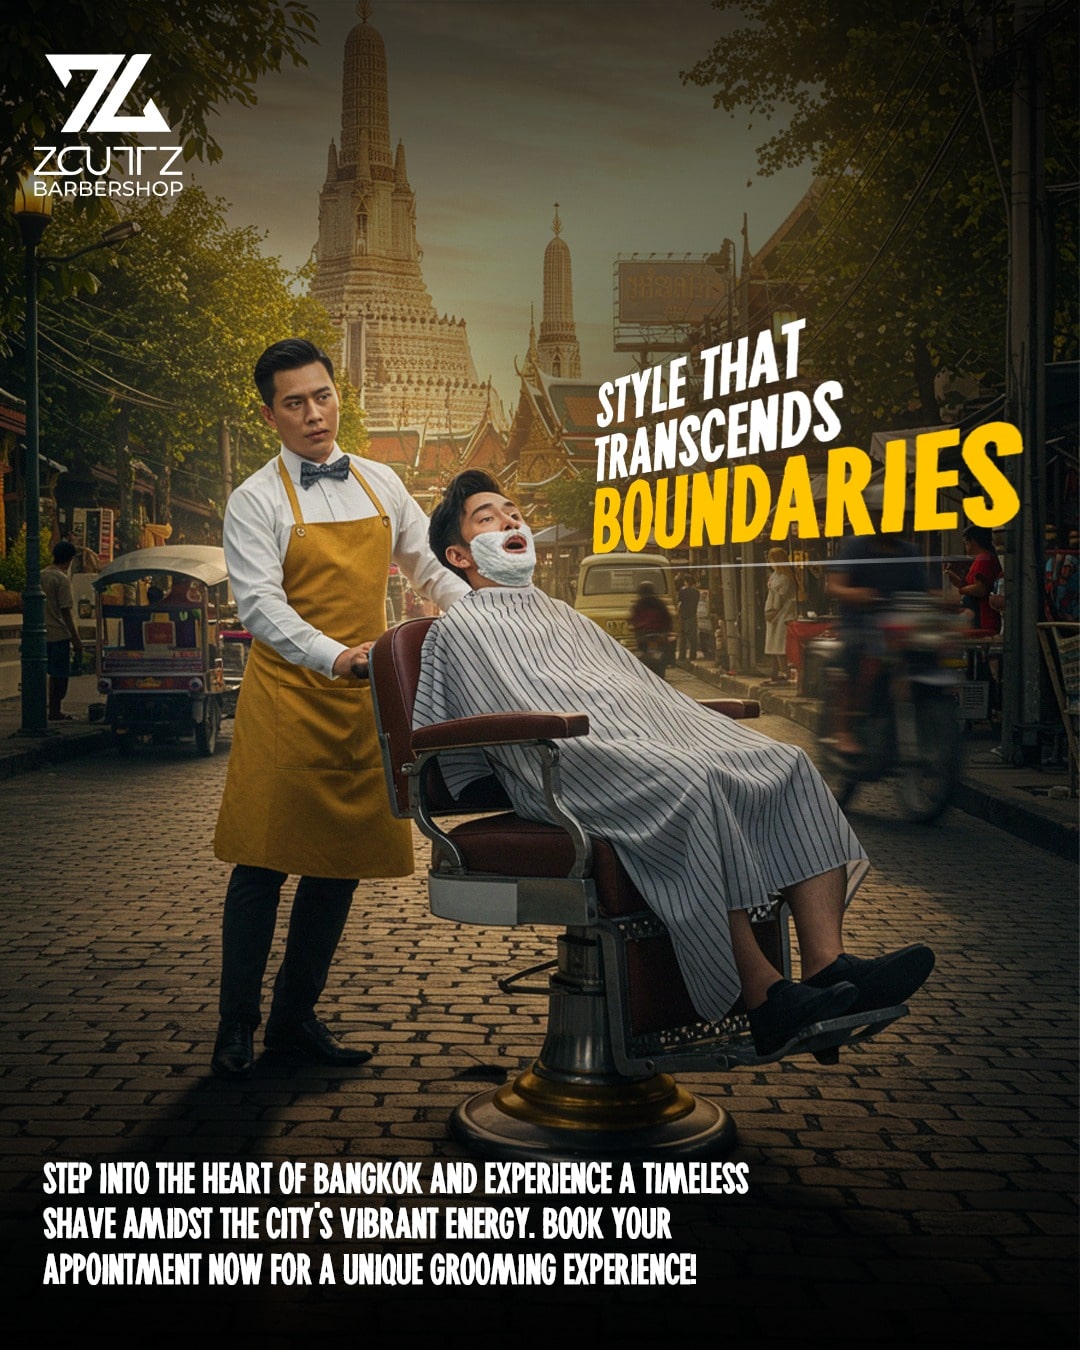 ZCUTTZ
BARBERSHOP
STYLE THAT
TRANSCENDS
BOUNDARIES
STEP INTO THE HEART OF BANGKOK AND EXPERIENCE A TIMELESS
SHAVE AMIDST THE CITY'S VIBRANT ENERGY. BOOK YOUR
APPOINTMENT NOW FOR A UNIQUE GROOMING EXPERIENCE!